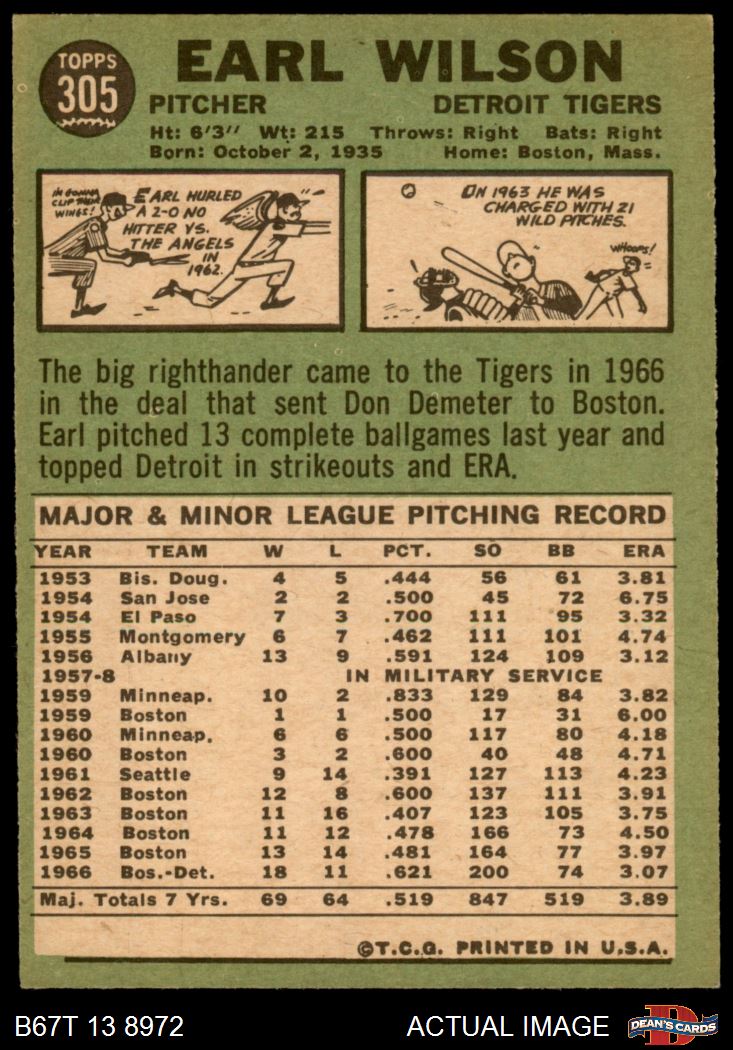 TOPPS
305
EARL WILSON
PITCHER DETROIT TIGERS
Ht: 6'3" Wt: 215 Throws: Right Bats: Right
Born: October 2, 1935 Home: Boston, Mass.
IM GONNA
CLIP THEIR
WINGS!
EARL HURLED
A 2-0 NO
HITTER VS.
THE ANGELS
IN
1962.
ON 1963 HE WAS
CHARGED WITH 21
WILD PITCHES.
WHOOPS!
The big righthander came to the Tigers in 1966
in the deal that sent Don Demeter to Boston.
Earl pitched 13 complete ballgames last year and
topped Detroit in strikeouts and ERA.
MAJOR & MINOR LEAGUE PITCHING RECORD
YEAR TEAM W L PCT. SO BB ERA
1953 Bis. Doug. 4 5 .444 56 61 3.81
1954 San Jose 2 2 .500 45 72 6.75
1954 El Paso 7 3 .700 111 95 3.32
1955 Montgomery 6 7 .462 111 101 4.74
1956 Albany 13 9 .591 124 109 3.12
1957-8 IN MILITARY SERVICE
1959 Minneap. 10 2 .833 129 84 3.82
1959 Boston 1 1 .500 17 31 6.00
1960 Minneap. 6 6 .500 117 80 4.18
1960 Boston 3 2 .600 40 48 4.71
1961 Seattle 9 14 .391 127 113 4.23
1962 Boston 12 8 .600 137 111 3.91
1963 Boston 11 16 .407 123 105 3.75
1964 Boston 11 12 .478 166 73 4.50
1965 Boston 13 14 .481 164 77 3.97
1966 Bos.-Det. 18 11 .621 200 74 3.07
Maj. Totals 7 Yrs. 69 64 .519 847 519 3.89
©T.C.G. PRINTED IN U.S.A.
B67T 13 8972 ACTUAL IMAGE
D
DEAN'S CARDS